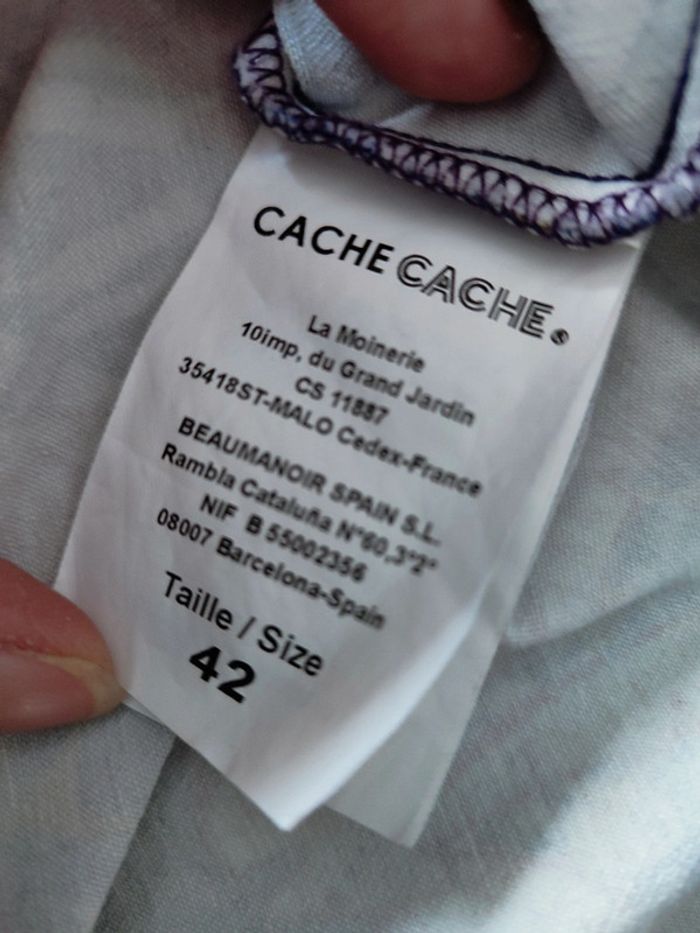 CACHE CACHE®
La Moinerie
10imp, du Grand Jardin
CS 11887
35418ST-MALO Cedex-France
BEAUMANOIR SPAIN S.L.
Rambla Cataluña N°60,3°2°
NIF B 55002356
08007 Barcelona-Spain
Taille / Size
42